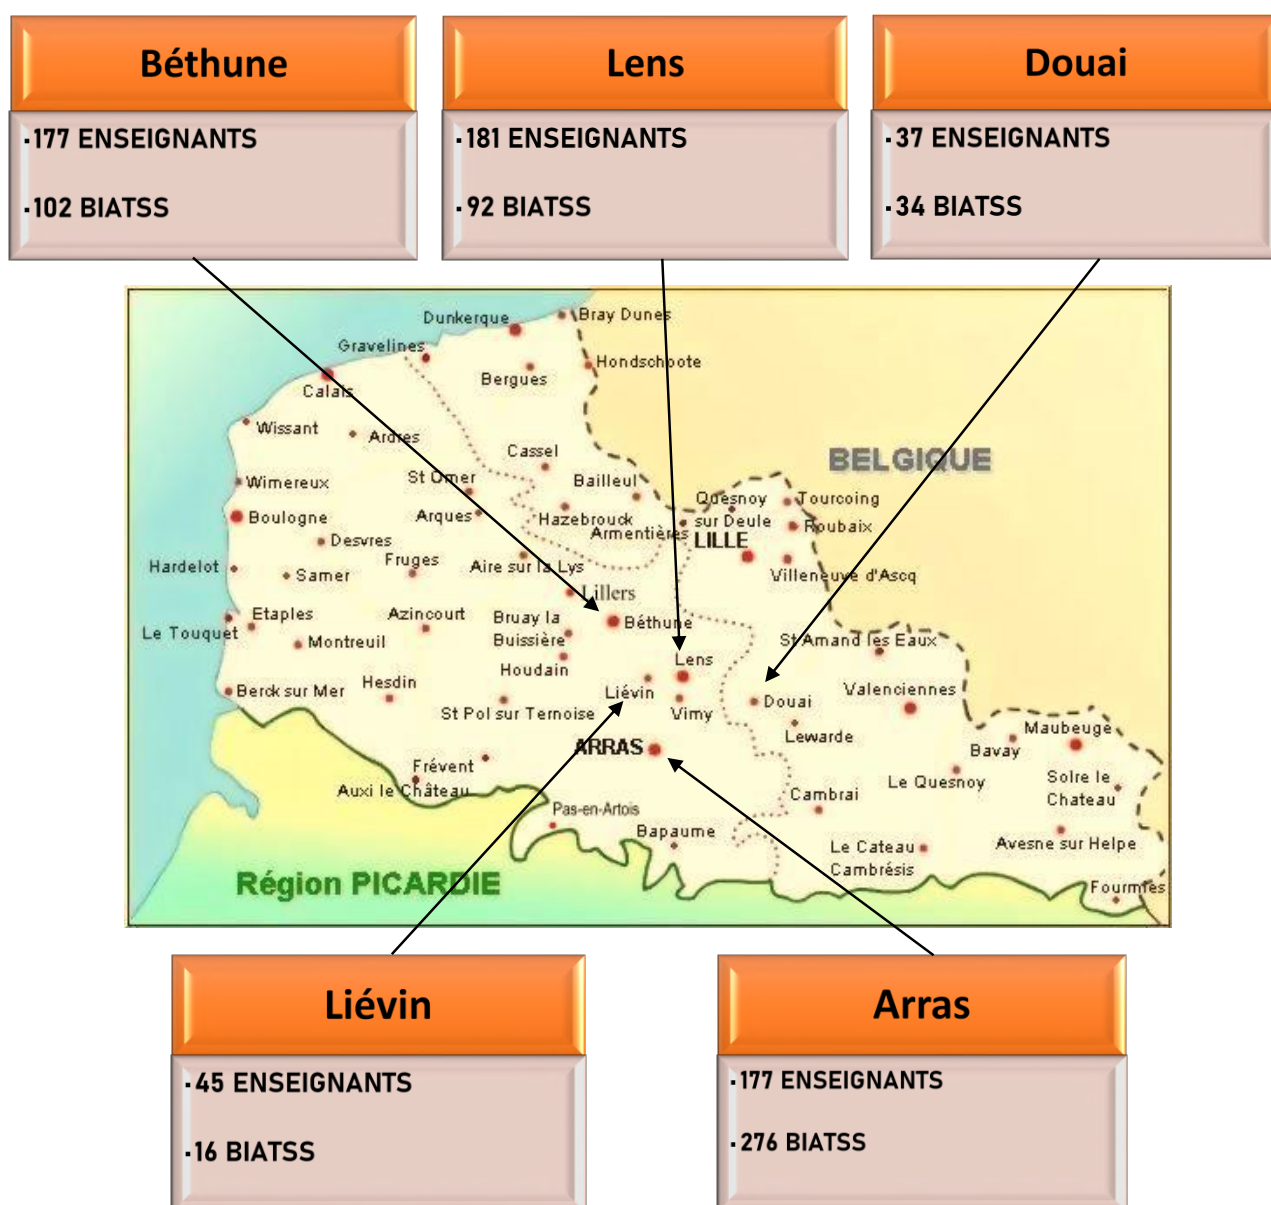 Béthune
Lens
Douai
·177 ENSEIGNANTS
·102 BIATSS
·181 ENSEIGNANTS
·92 BIATSS
·37 ENSEIGNANTS
·34 BIATSS
Dunkerque
Bray Dunes
Gravelines
Hondschoote
Calais
Bergues
Wissant
Ardres
Cassel
BELGIQUE
Wimereux
St Omer
Bailleul
Quesnoy
sur Deule
Tourcoing
Boulogne
Arques
Hazebrouck
Armentières
Roubaix
LILLE
Desvres
Hardelot
Samer
Fruges
Aire sur la Lys
Villeneuve d'Ascq
Lillers
Etaples
Le Touquet
Azincourt
Bruay la
Buissière
Béthune
Montreuil
Houdain
St Amand les Eaux
Lens
Berck sur Mer
Hesdin
Liévin
Valenciennes
St Pol sur Ternoise
Vimy
Douai
Lewarde
Maubeuge
ARRAS
Bavay
Frévent
Auxi le Château
Le Quesnoy
Solre le
Chateau
Cambrai
Pas-en-Artois
Bapaume
Le Cateau
Cambrésis
Avesne sur Helpe
Région PICARDIE
Fourmies
Liévin
Arras
·45 ENSEIGNANTS
·16 BIATSS
·177 ENSEIGNANTS
·276 BIATSS